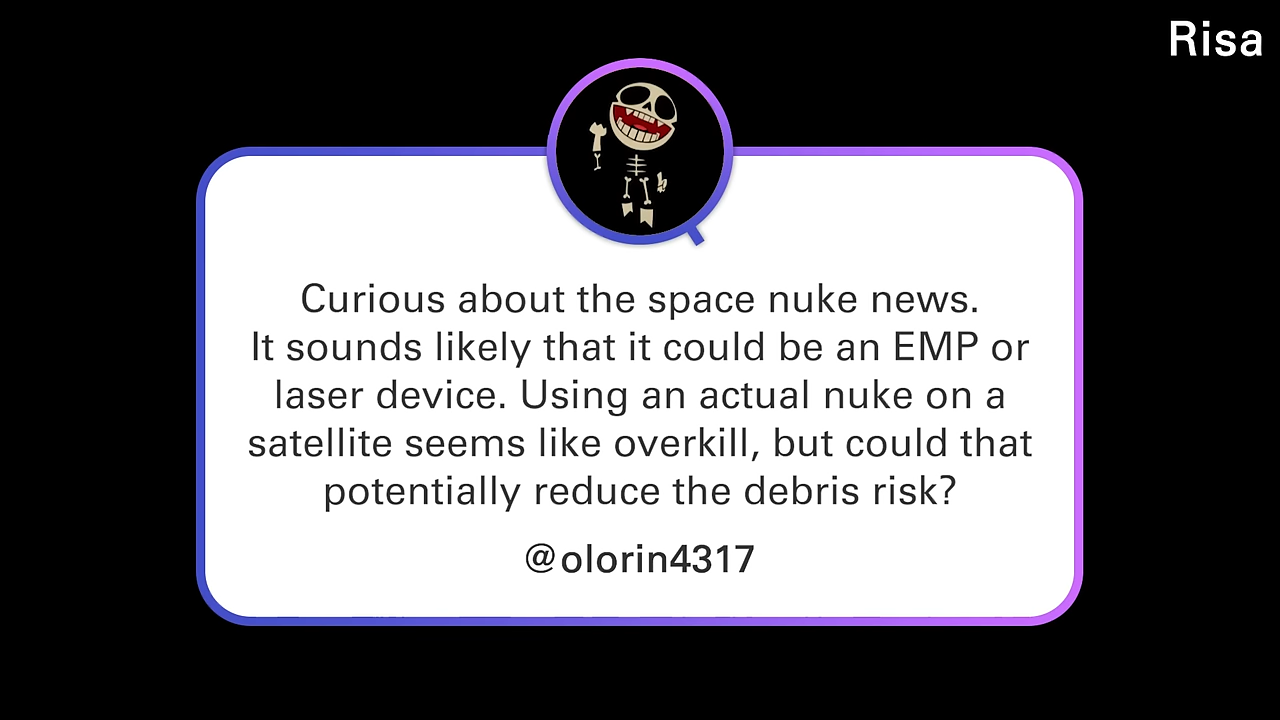 Risa
Curious about the space nuke news.
It sounds likely that it could be an EMP or
laser device. Using an actual nuke on a
satellite seems like overkill, but could that
potentially reduce the debris risk?
@olorin4317